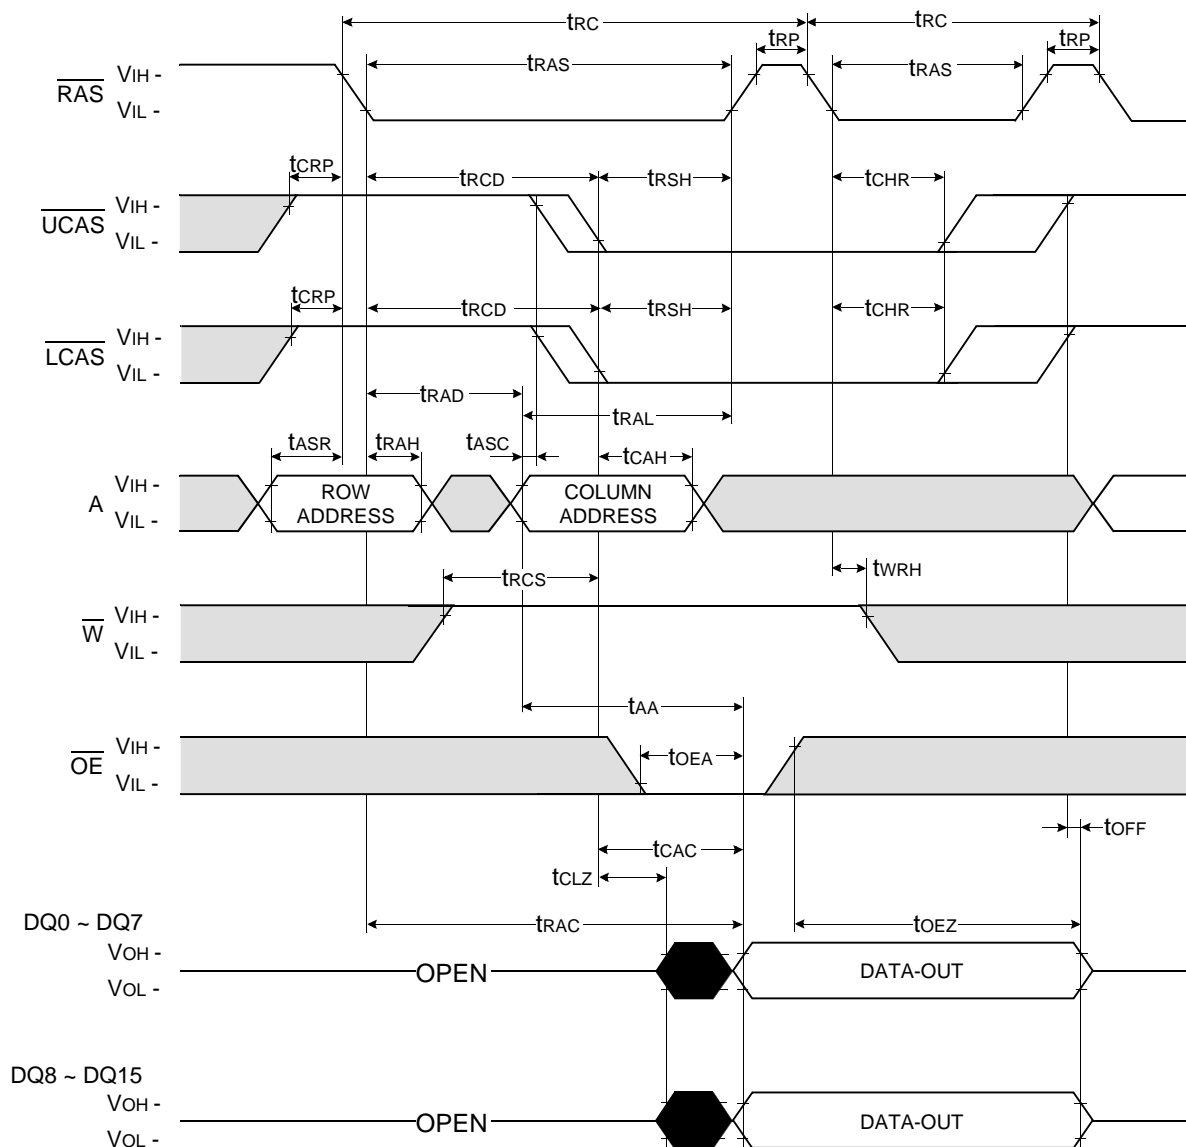 tRC tRC
tRP tRP
tRAS tRAS
RAS VIH -
VIL -
tCRP tRCD tRSH tCHR
UCAS VIH -
VIL -
tCRP tRCD tRSH tCHR
LCAS VIH -
VIL -
tRAD
tRAL
tASR tRAH tASC tCAH
A VIH -
VIL -
ROW
ADDRESS
COLUMN
ADDRESS
tRCS tWRH
W VIH -
VIL -
tAA
OE VIH -
VIL -
tOEA
tOFF
tCAC
tCLZ
DQ0 ~ DQ7
tRAC tOEZ
VOH -
VOL -
OPEN DATA-OUT
DQ8 ~ DQ15
VOH -
VOL -
OPEN DATA-OUT